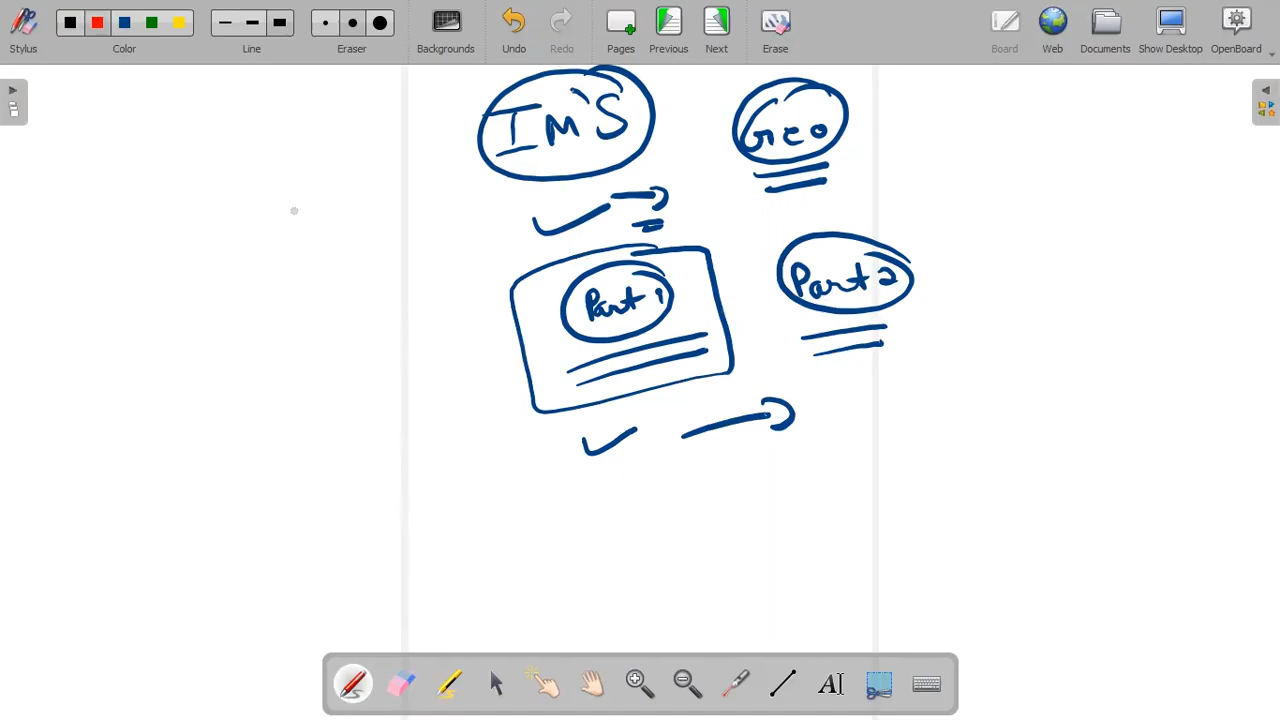 Stylus
Color
Line
Eraser
Backgrounds
Undo
Redo
Pages
Previous
Next
Erase
Board
Web
Documents
Show Desktop
OpenBoard
IM'S
Geo
Part 1
Part 2
AI